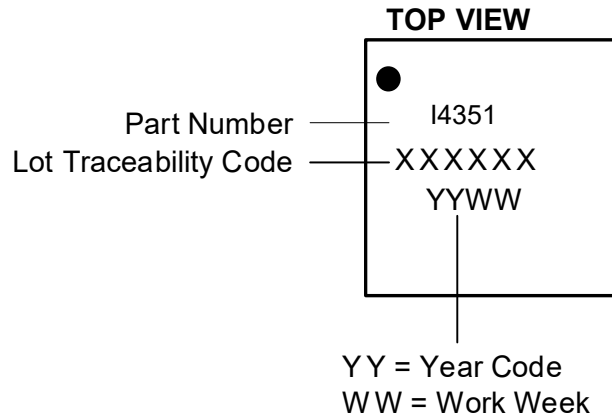 TOP VIEW
I4351
Part Number
Lot Traceability Code
XXXXXX
YYWW
YY = Year Code
WW = Work Week